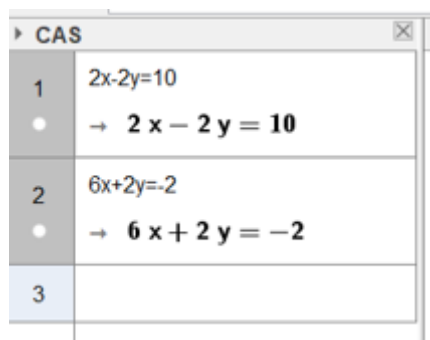 CAS
1
2x-2y=10
→ 2 x − 2 y = 10
2
6x+2y=-2
→ 6 x + 2 y = −2
3